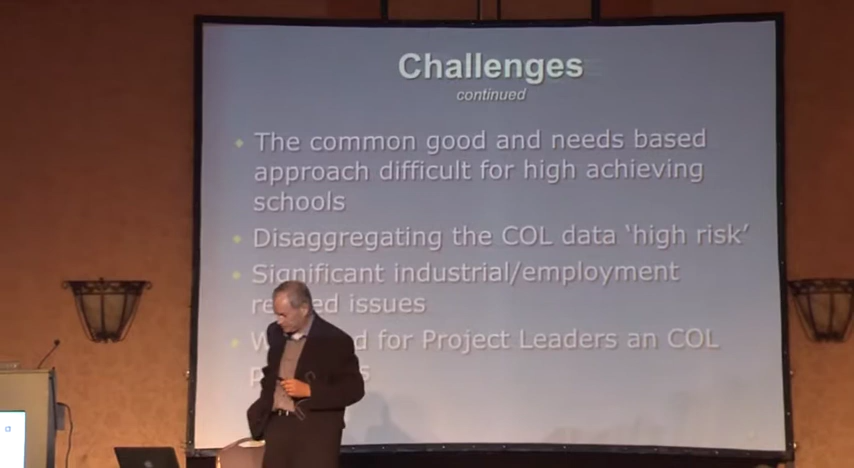 Challenges
continued
The common good and needs based
approach difficult for high achieving
schools
Disaggregating the COL data ‘high risk’
Significant industrial/employment
issues
for Project Leaders an COL